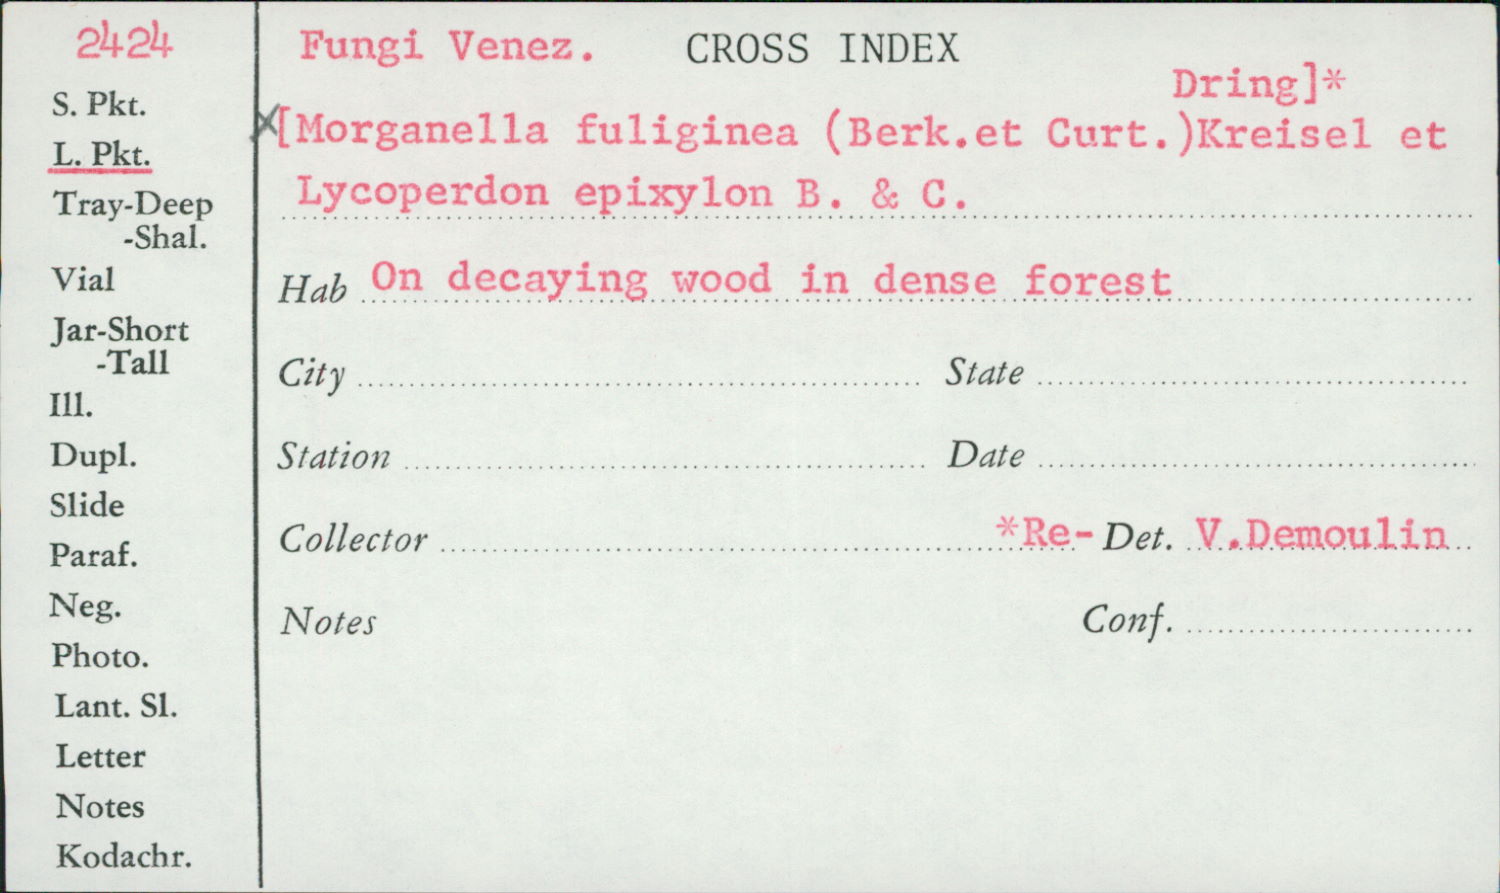 2424
S. Pkt.
L. Pkt.
Tray-Deep
-Shal.
Vial
Jar-Short
-Tall
Ill.
Dupl.
Slide
Paraf.
Neg.
Photo.
Lant. Sl.
Letter
Notes
Kodachr.
Fungi Venez. CROSS INDEX
Dring]*
x[Morganella fuliginea (Berk.et Curt.)Kreisel et
Lycoperdon epixylon B. & C.
Hab On decaying wood in dense forest
City State
Station Date
Collector *Re- Det. V.Demoulin
Notes Conf.